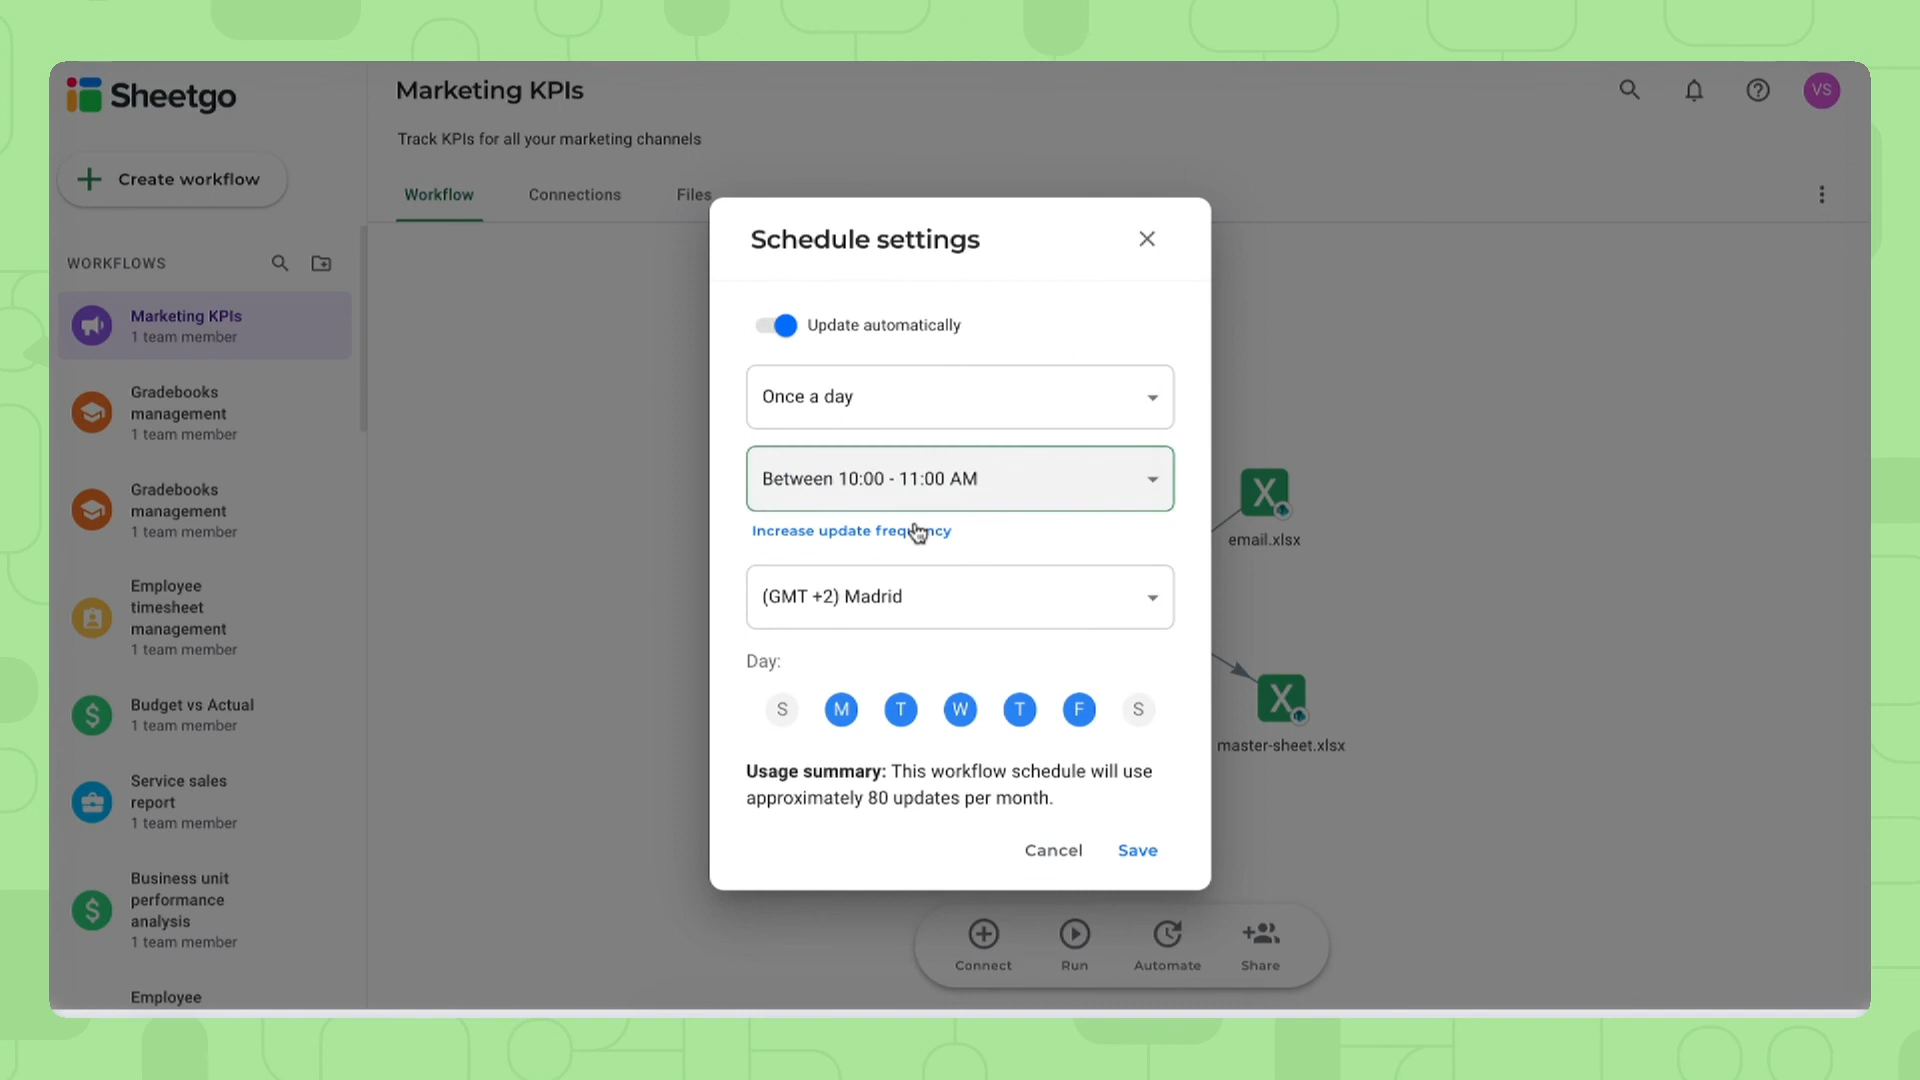 Sheetgo
Create workflow
WORKFLOWS
Marketing KPIs
1 team member
Gradebooks
management
1 team member
Gradebooks
management
1 team member
Employee
timesheet
management
1 team member
Budget vs Actual
1 team member
Service sales
report
1 team member
Business unit
performance
analysis
1 team member
Employee
Marketing KPIs
VS
Track KPIs for all your marketing channels
Workflow Connections Files
Schedule settings
Update automatically
Once a day
Between 10:00 - 11:00 AM
Increase update frequency
(GMT +2) Madrid
Day:
S M T W T F S
Usage summary: This workflow schedule will use
approximately 80 updates per month.
Cancel Save
X
email.xlsx
X
master-sheet.xlsx
Connect Run Automate Share